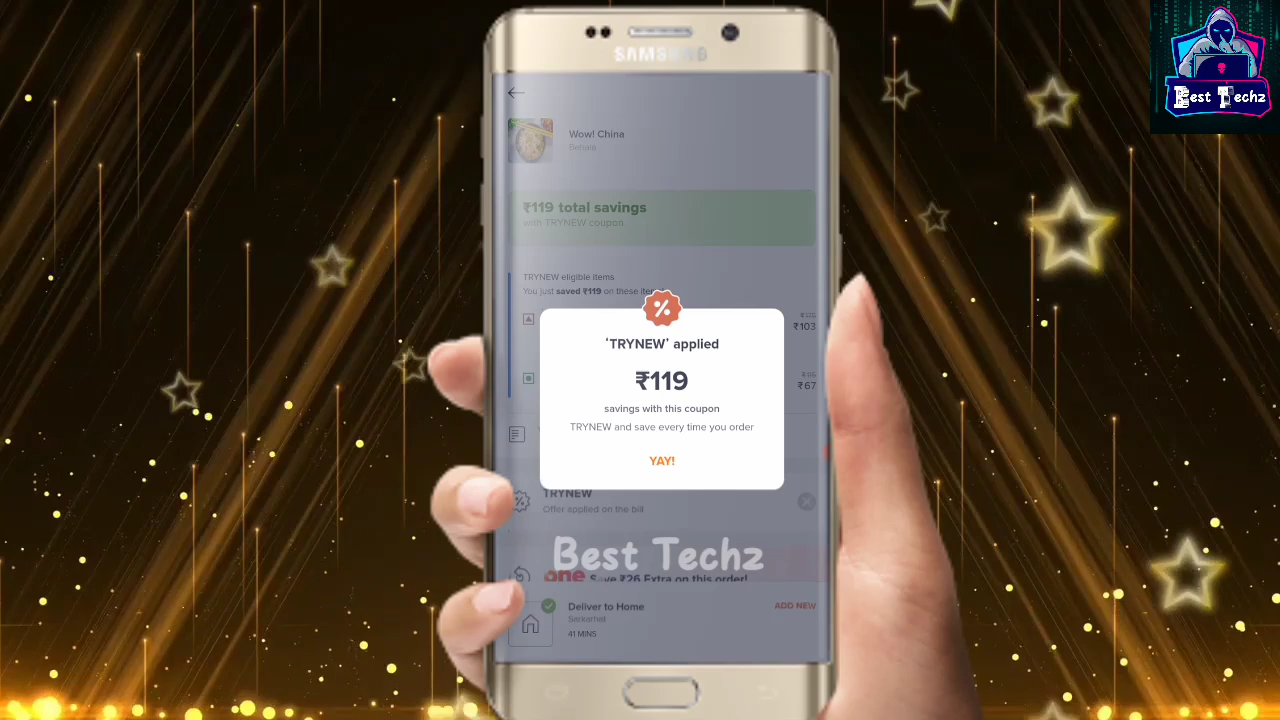 Best Techz
SAMSUNG
Wow! China
₹119 total savings
with TRYNEW coupon
TRYNEW eligible items
You just saved ₹119 on these
₹103
₹67
'TRYNEW' applied
₹119
savings with this coupon
TRYNEW and save every time you order
YAY!
TRYNEW
Offer applied on the bill
Best Techz
one Save ₹26 Extra on this order!
Deliver to Home
ADD NEW
41 MINS